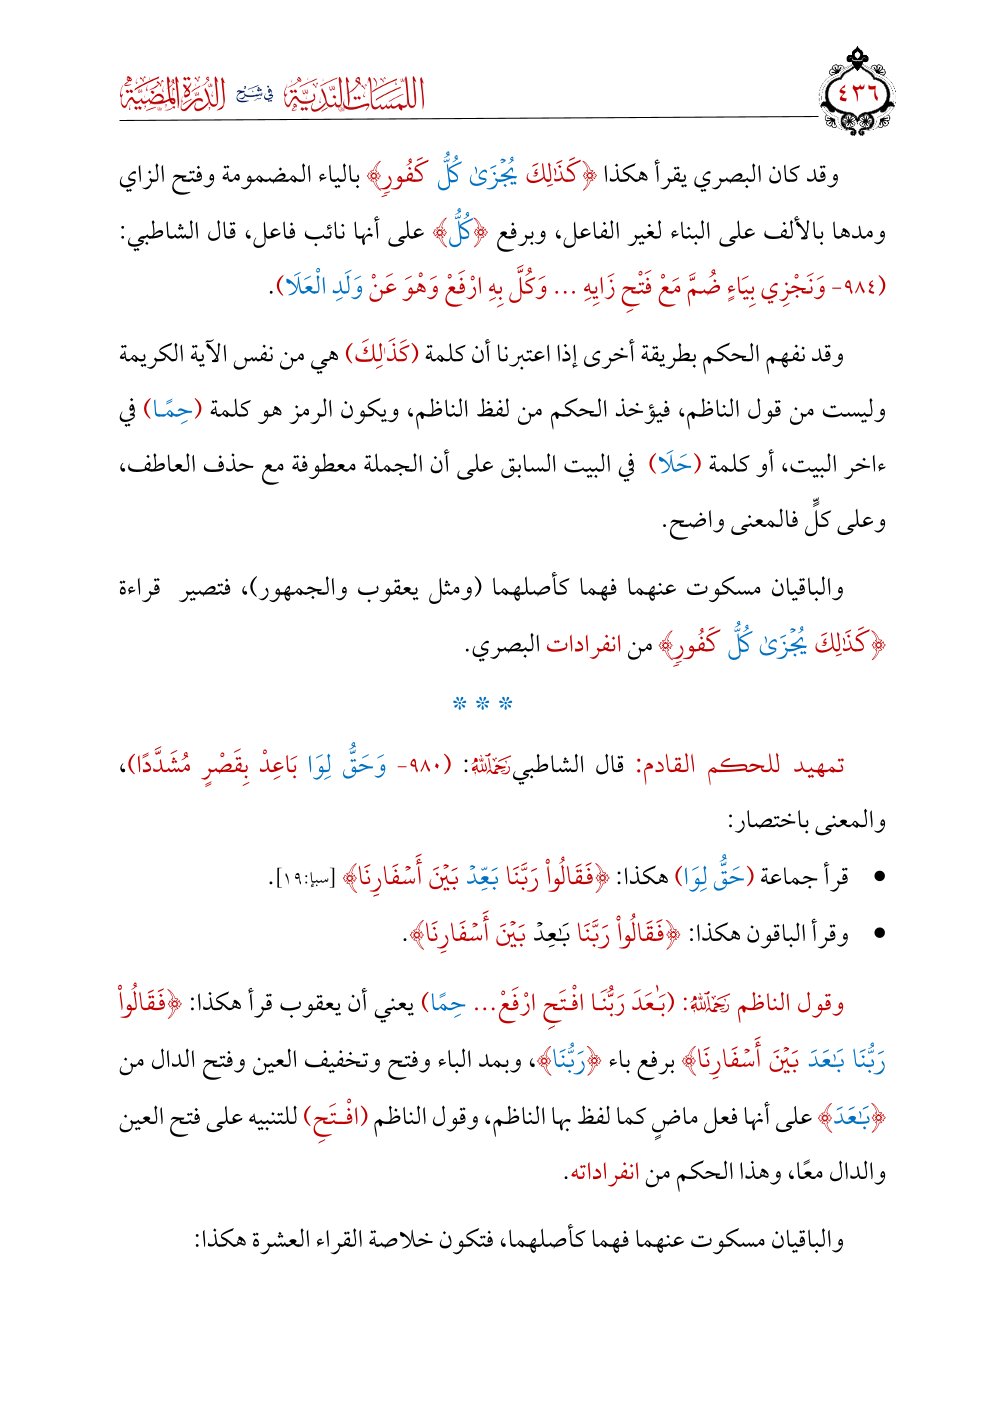 ٤٣٦
اللمسات الندية في شرح الدرة المضية
وقد كان البصري يقرأ هكذا ﴿كَذَٰلِكَ يُجْزَىٰ كُلُّ كَفُورٍ﴾ بالياء المضمومة وفتح الزاي
ومدها بالألف على البناء لغير الفاعل، وبرفع ﴿كُلُّ﴾ على أنها نائب فاعل، قال الشاطبي:
(٩٨٤- وَنَجْزِي بِيَاءٍ ضُمَّ مَعْ فَتْحِ زَايِهِ ... وَكُلَّ بِهِ ارْفَعْ وَهْوَ عَنْ وَلَدِ الْعَلَا).
وقد نفهم الحكم بطريقة أخرى إذا اعتبرنا أن كلمة (كَذَٰلِكَ) هي من نفس الآية الكريمة
وليست من قول الناظم، فيؤخذ الحكم من لفظ الناظم، ويكون الرمز هو كلمة (حِمًا) في
ءاخر البيت، أو كلمة (حَلَا) في البيت السابق على أن الجملة معطوفة مع حذف العاطف،
وعلى كلٍّ فالمعنى واضح.
والباقيان مسكوت عنهما فهما كأصلهما (ومثل يعقوب والجمهور)، فتصير قراءة
﴿كَذَٰلِكَ يُجْزَىٰ كُلُّ كَفُورٍ﴾ من انفرادات البصري.
* * *
تمهيد للحكم القادم: قال الشاطبي رَحِمَهُ اللَّهُ: (٩٨٠- وَحَقُّ لِوَا بَاعِدْ بِقَصْرٍ مُشَدَّدًا)،
والمعنى باختصار:
• قرأ جماعة (حَقُّ لِوَا) هكذا: ﴿فَقَالُواْ رَبَّنَا بَعِّدْ بَيْنَ أَسْفَارِنَا﴾ [سبإ:١٩].
• وقرأ الباقون هكذا: ﴿فَقَالُواْ رَبَّنَا بَٰعِدْ بَيْنَ أَسْفَارِنَا﴾.
وقول الناظم رَحِمَهُ اللَّهُ: (بَٰعَدَ رَبُّنَا افْتَحِ ارْفَعْ... حِمًا) يعني أن يعقوب قرأ هكذا: ﴿فَقَالُواْ
رَبُّنَا بَٰعَدَ بَيْنَ أَسْفَارِنَا﴾ برفع باء ﴿رَبُّنَا﴾، وبمد الباء وفتح وتخفيف العين وفتح الدال من
﴿بَٰعَدَ﴾ على أنها فعل ماضٍ كما لفظ بها الناظم، وقول الناظم (افْتَحِ) للتنبيه على فتح العين
والدال معًا، وهذا الحكم من انفراداته.
والباقيان مسكوت عنهما فهما كأصلهما، فتكون خلاصة القراء العشرة هكذا: